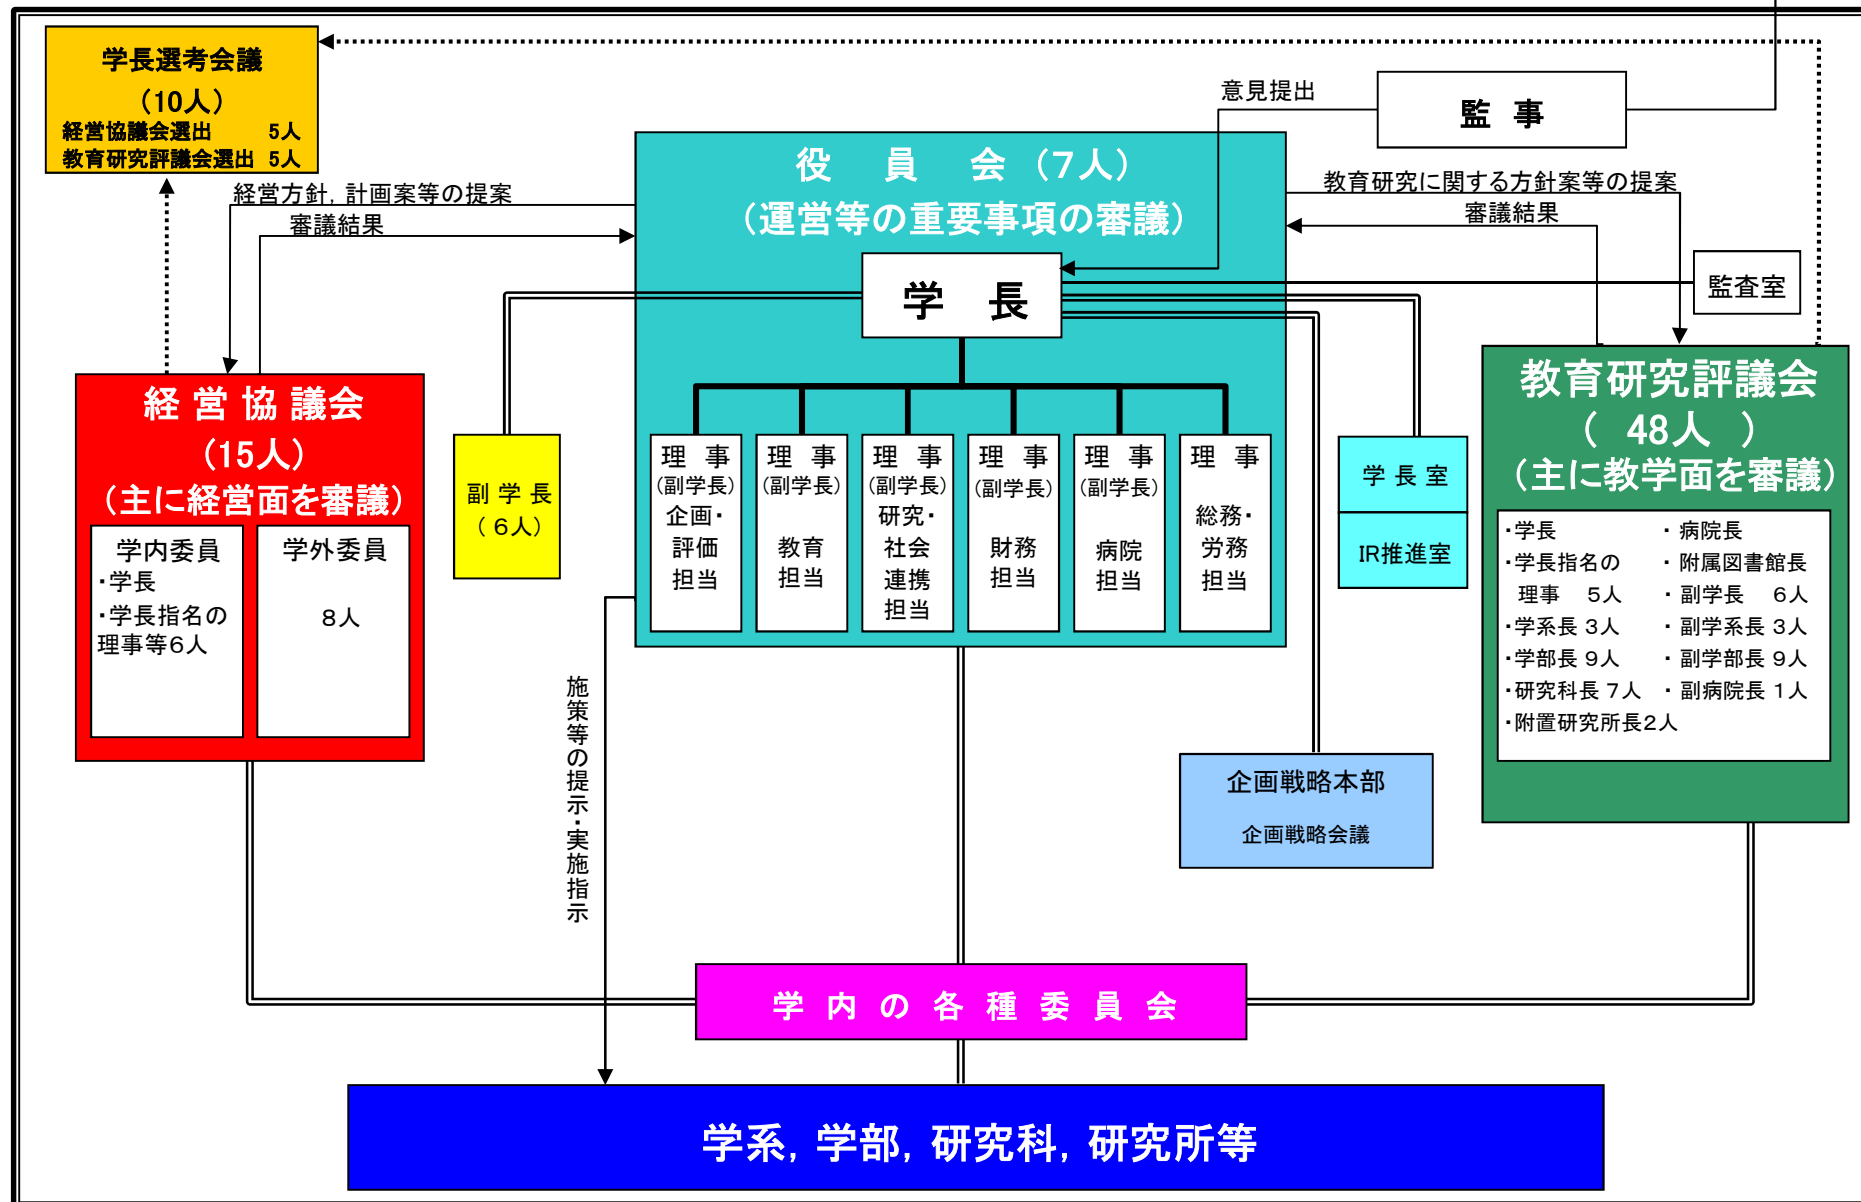 学長選考会議
（10人）
経営協議会選出 5人
教育研究評議会選出 5人
意見提出
監 事
役 員 会（7人）
（運営等の重要事項の審議）
経営方針，計画案等の提案
審議結果
教育研究に関する方針案等の提案
審議結果
学 長
監査室
経 営 協 議会
（15人）
（主に経営面を審議）
学内委員
・学長
・学長指名の
理事等6人
学外委員
8人
副 学 長
（ 6人）
理 事
（副学長）
企画・
評価
担当
理 事
（副学長）
教育
担当
理 事
（副学長）
研究・
社会
連携
担当
理 事
（副学長）
財務
担当
理 事
（副学長）
病院
担当
理 事
総務・
労務
担当
学 長 室
IR推進室
教育研究評議会
（ 48人 ）
（主に教学面を審議）
・学長
・学長指名の
理事 5人
・学系長 3人
・学部長 9人
・研究科長 7人
・附置研究所長2人
・ 病院長
・ 附属図書館長
・ 副学長 6人
・ 副学系長 3人
・ 副学部長 9人
・ 副病院長 1人
施策等の提示・実施指示
企画戦略本部
企画戦略会議
学 内 の 各 種 委 員 会
学系，学部，研究科，研究所等